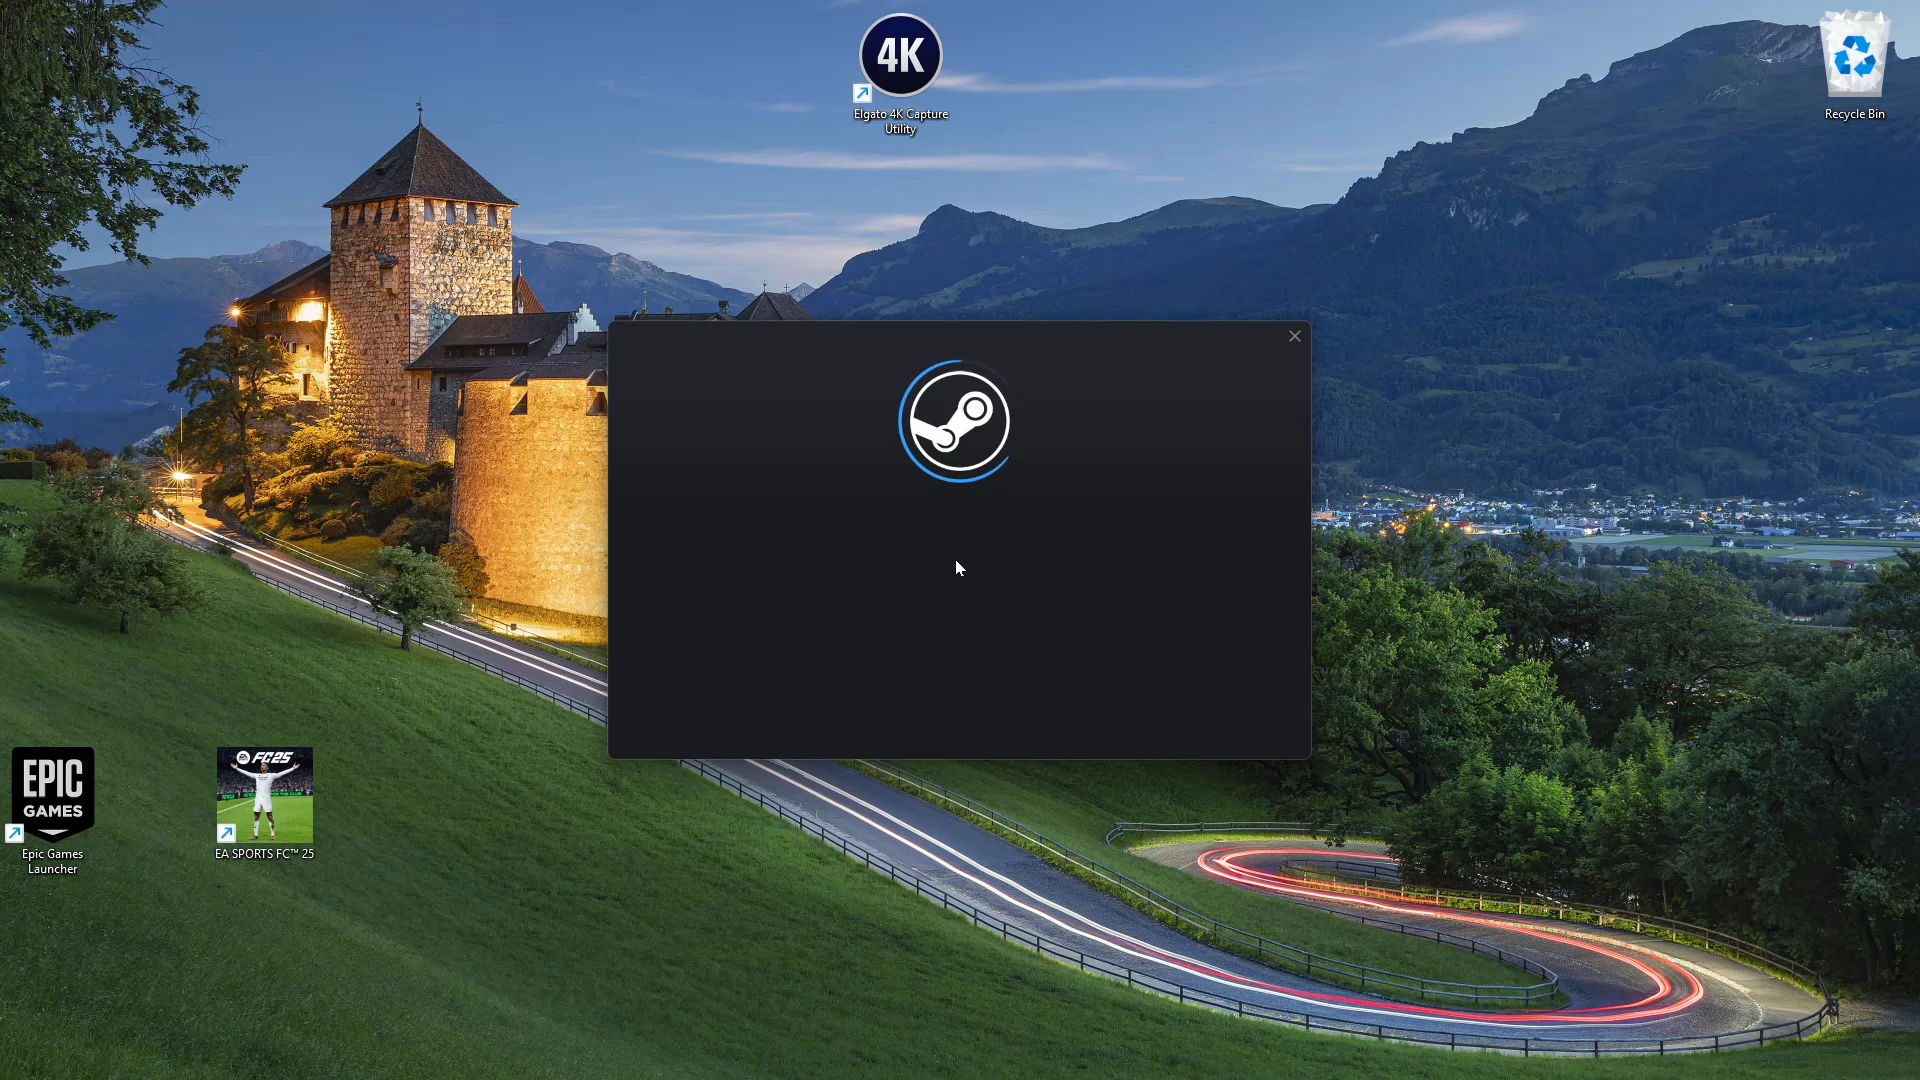 4K
Elgato 4K Capture
Utility
Recycle Bin
EPIC
GAMES
Epic Games
Launcher
FC25
EA SPORTS FC™ 25